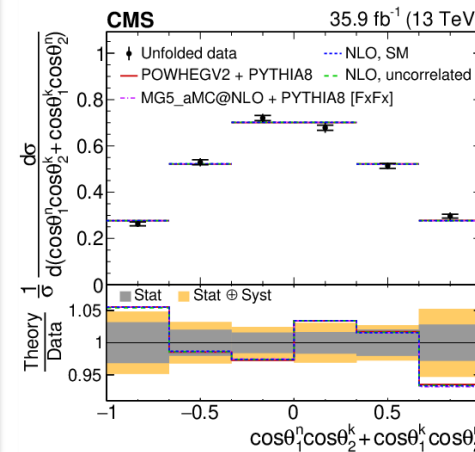 CMS 35.9 fb⁻¹ (13 TeV
Unfolded data
NLO, SM
POWHEGV2 + PYTHIA8
NLO, uncorrelated
MG5_aMC@NLO + PYTHIA8 [FxFx]
1
0.8
0.6
0.4
0.2
0
1/σ dσ/d(cosθ₁ⁿcosθ₂ᵏ+cosθ₁ᵏcosθ₂ⁿ)
Stat
Stat ⊕ Syst
Theory/Data
1.05
1
0.95
−1 −0.5 0 0.5
cosθ₁ⁿcosθ₂ᵏ+cosθ₁ᵏcosθ₂